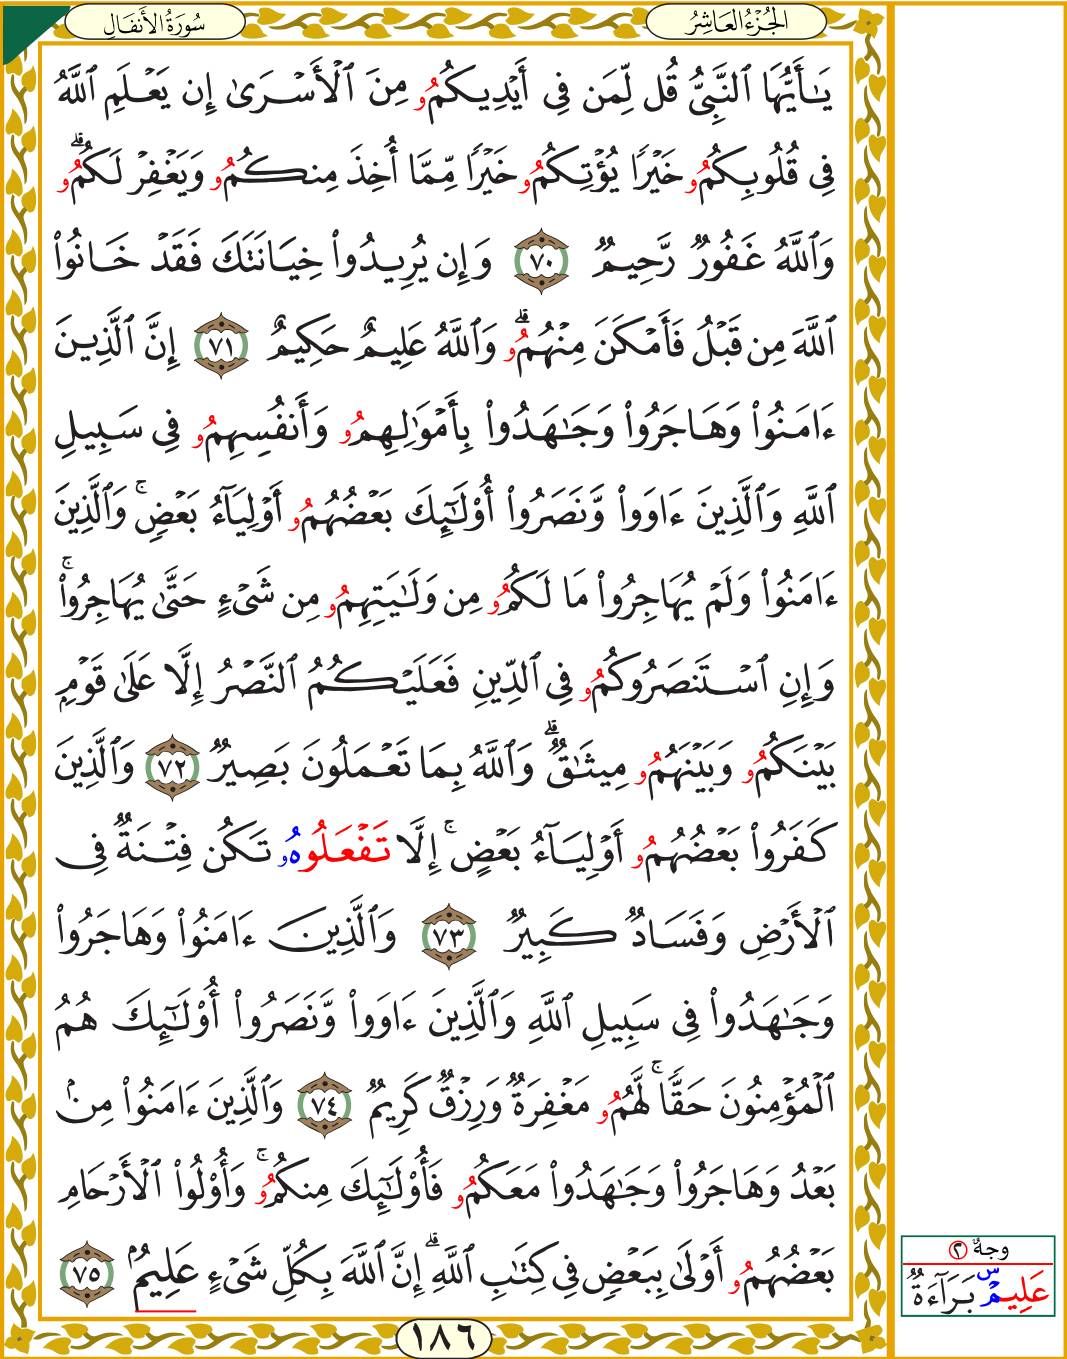 الجُزْءُ العَاشِرُ
سُورَةُ الأَنفَالِ
يَـٰٓأَيُّهَا ٱلنَّبِىُّ قُل لِّمَن فِىٓ أَيْدِيكُمُۥ مِنَ ٱلْأَسْرَىٰٓ إِن يَعْلَمِ ٱللَّهُ
فِى قُلُوبِكُمُۥ خَيْرًا يُؤْتِكُمُۥ خَيْرًا مِّمَّآ أُخِذَ مِنكُمُۥ وَيَغْفِرْ لَكُمُۥ ۗ
وَٱللَّهُ غَفُورٌ رَّحِيمٌ ٧٠ وَإِن يُرِيدُوا۟ خِيَانَتَكَ فَقَدْ خَانُوا۟
ٱللَّهَ مِن قَبْلُ فَأَمْكَنَ مِنْهُمُۥ ۗ وَٱللَّهُ عَلِيمٌ حَكِيمٌ ٧١ إِنَّ ٱلَّذِينَ
ءَامَنُوا۟ وَهَاجَرُوا۟ وَجَـٰهَدُوا۟ بِأَمْوَٰلِهِمُۥ وَأَنفُسِهِمُۥ فِى سَبِيلِ
ٱللَّهِ وَٱلَّذِينَ ءَاوَوا۟ وَّنَصَرُوٓا۟ أُو۟لَـٰٓئِكَ بَعْضُهُمُۥٓ أَوْلِيَآءُ بَعْضٍ ۚ وَٱلَّذِينَ
ءَامَنُوا۟ وَلَمْ يُهَاجِرُوا۟ مَا لَكُمُۥ مِن وَلَـٰيَتِهِمُۥ مِن شَىْءٍ حَتَّىٰ يُهَاجِرُوا۟ ۚ
وَإِنِ ٱسْتَنصَرُوكُمُۥ فِى ٱلدِّينِ فَعَلَيْكُمُ ٱلنَّصْرُ إِلَّا عَلَىٰ قَوْمٍ
بَيْنَكُمُۥ وَبَيْنَهُمُۥ مِيثَـٰقٌ ۗ وَٱللَّهُ بِمَا تَعْمَلُونَ بَصِيرٌ ٧٢ وَٱلَّذِينَ
كَفَرُوا۟ بَعْضُهُمُۥٓ أَوْلِيَآءُ بَعْضٍ ۚ إِلَّا تَفْعَلُوهُۥ تَكُن فِتْنَةٌ فِى
ٱلْأَرْضِ وَفَسَادٌ كَبِيرٌ ٧٣ وَٱلَّذِينَ ءَامَنُوا۟ وَهَاجَرُوا۟
وَجَـٰهَدُوا۟ فِى سَبِيلِ ٱللَّهِ وَٱلَّذِينَ ءَاوَوا۟ وَّنَصَرُوٓا۟ أُو۟لَـٰٓئِكَ هُمُ
ٱلْمُؤْمِنُونَ حَقًّا ۚ لَّهُمُۥ مَغْفِرَةٌ وَرِزْقٌ كَرِيمٌ ٧٤ وَٱلَّذِينَ ءَامَنُوا۟ مِنۢ
بَعْدُ وَهَاجَرُوا۟ وَجَـٰهَدُوا۟ مَعَكُمُۥ فَأُو۟لَـٰٓئِكَ مِنكُمُۥ ۚ وَأُو۟لُوا۟ ٱلْأَرْحَامِ
بَعْضُهُمُۥٓ أَوْلَىٰ بِبَعْضٍ فِى كِتَـٰبِ ٱللَّهِ ۗ إِنَّ ٱللَّهَ بِكُلِّ شَىْءٍ عَلِيمٌۢ ٧٥
وجهٌ ٢
عَلِيمٌۜ بَرَآءَةٌ
١٨٦